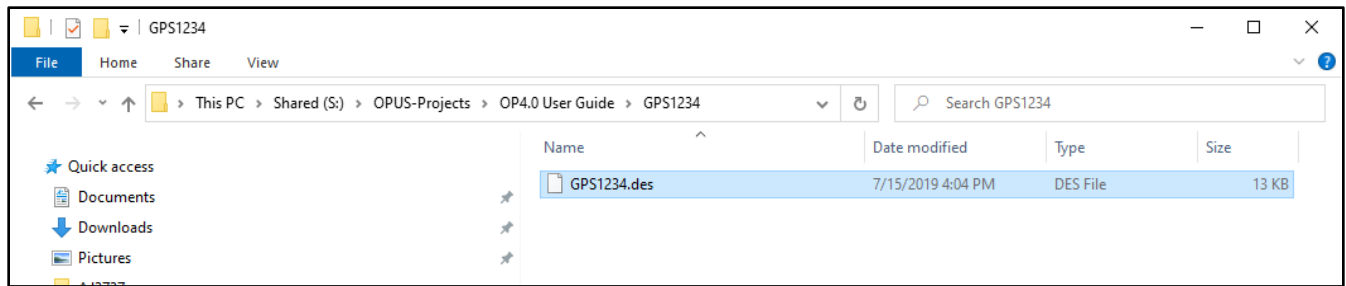 GPS1234
File Home Share View
This PC > Shared (S:) > OPUS-Projects > OP4.0 User Guide > GPS1234 Search GPS1234
Name Date modified Type Size
Quick access
GPS1234.des 7/15/2019 4:04 PM DES File 13 KB
Documents
Downloads
Pictures